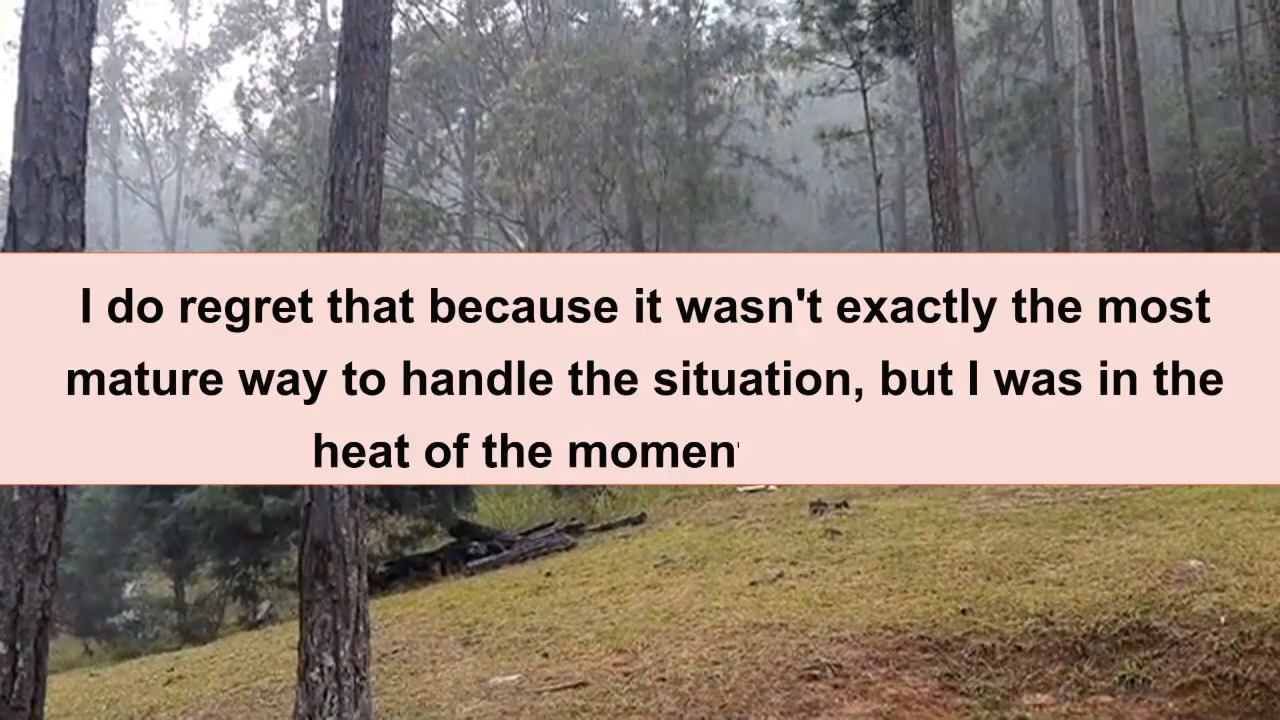 I do regret that because it wasn't exactly the most
mature way to handle the situation, but I was in the
heat of the momen